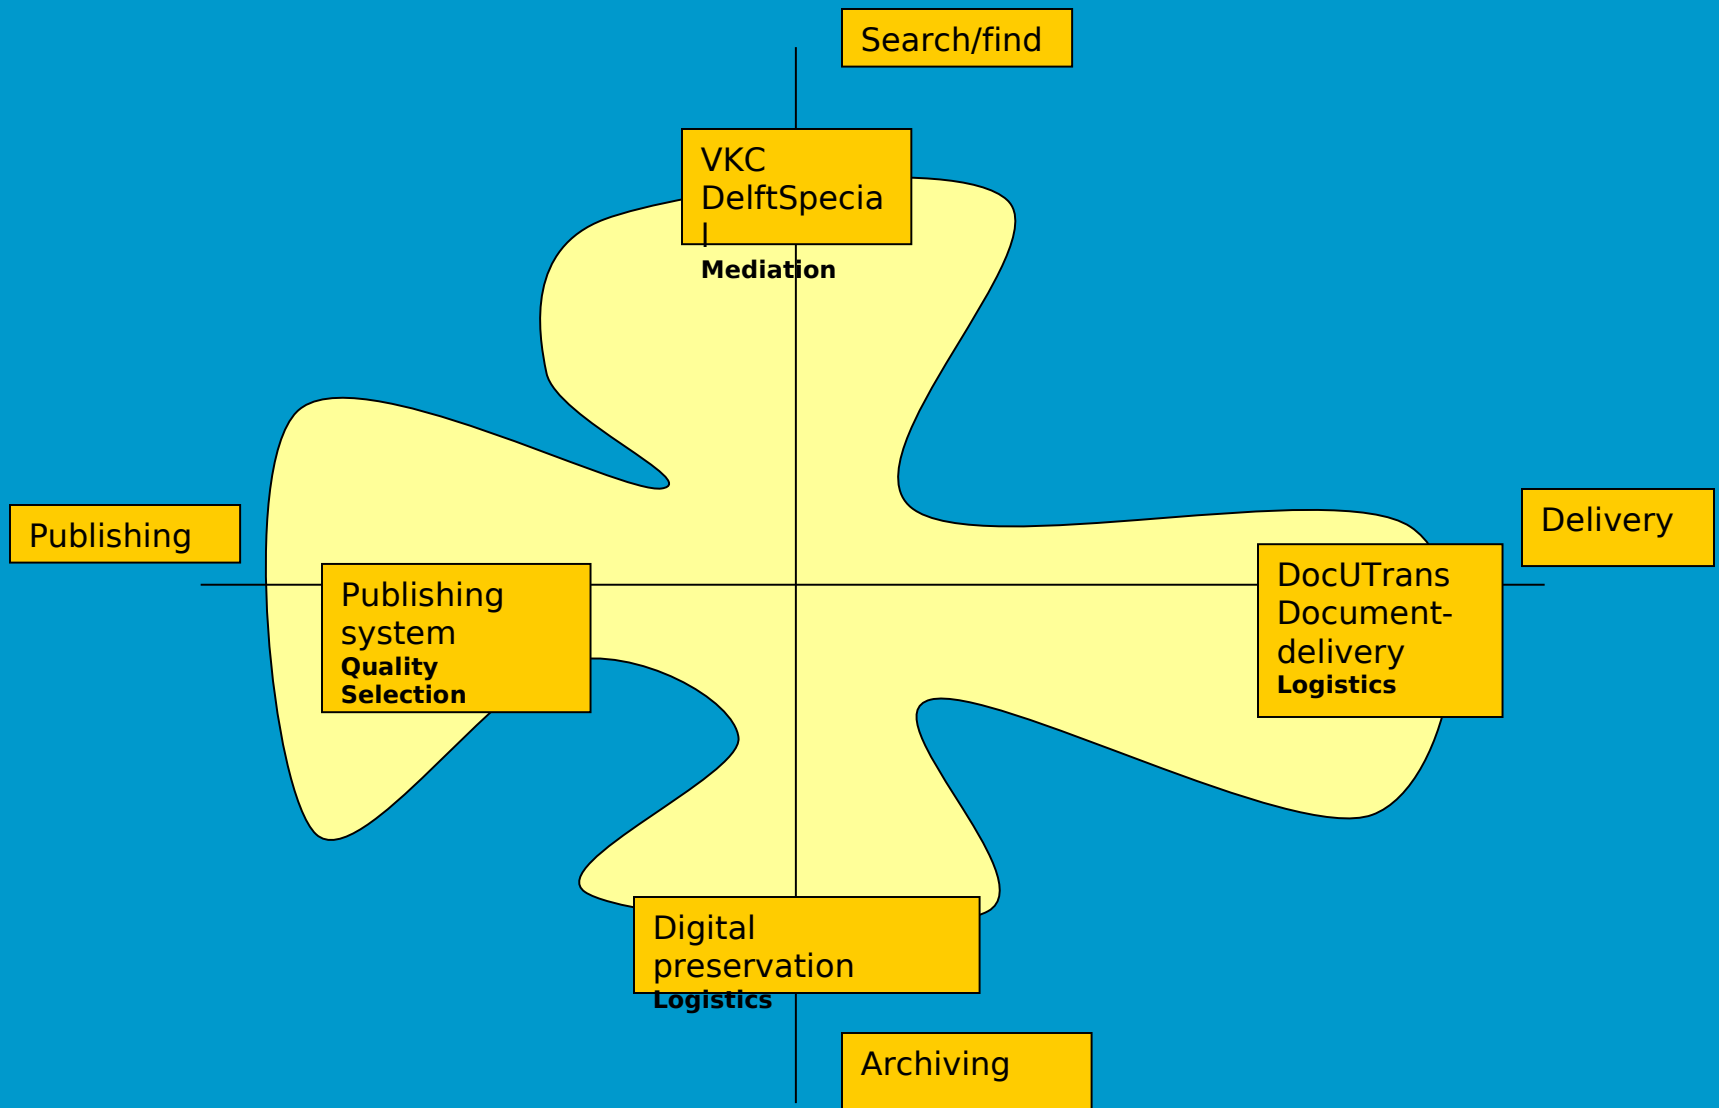 Search/find
VKC
DelftSpecia
l
Mediation
Publishing
Delivery
Publishing
system
Quality
Selection
DocUTrans
Document-
delivery
Logistics
Digital
preservation
Logistics
Archiving